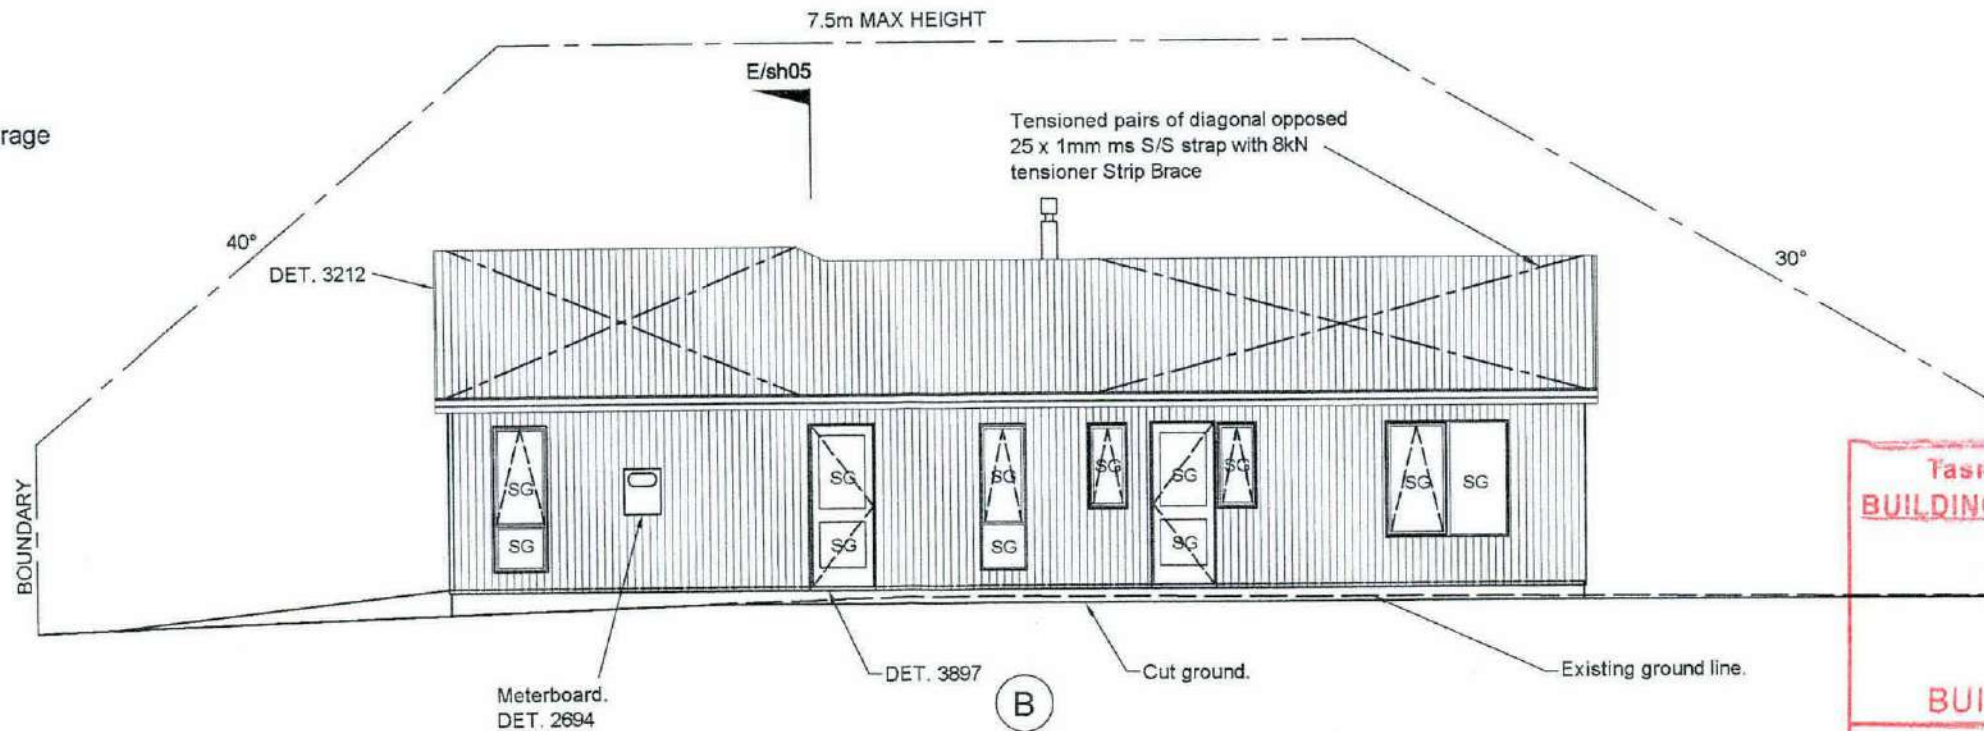 7.5m MAX HEIGHT
E/sh05
rage
Tensioned pairs of diagonal opposed
25 x 1mm ms S/S strap with 8kN
tensioner Strip Brace
40°
DET. 3212
30°
BOUNDARY
SG
SG
SG
SG
SG
SG
SG
SG
SG
SG
SG
SG
Tas
BUILDING
Meterboard.
DET. 2694
DET. 3897
B
Cut ground.
Existing ground line.
BUI